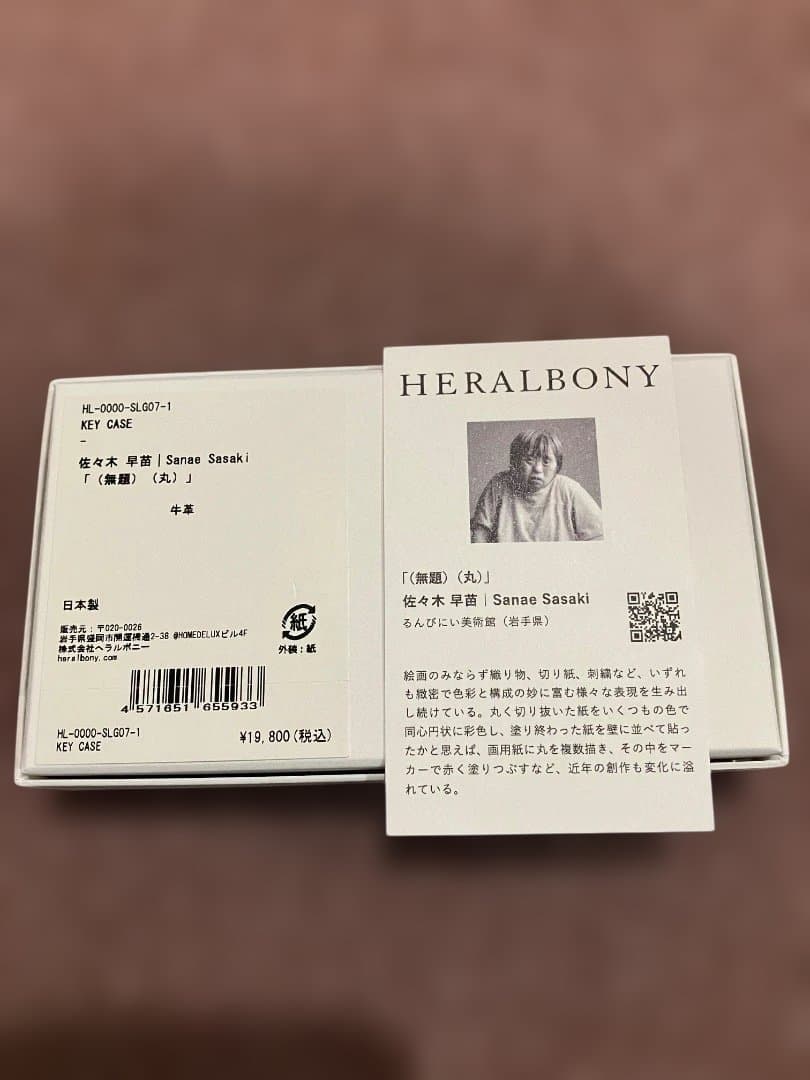 HL-0000-SLG07-1
KEY CASE
-
佐々木 早苗｜Sanae Sasaki
「（無題）（丸）」
牛革
日本製
販売元：〒020-0026
岩手県盛岡市開運橋通2-38 @HOMEDELUXビル4F
株式会社ヘラルボニー
heralbony.com
紙
外装：紙
4 571651 655933
HL-0000-SLG07-1
KEY CASE
¥19,800(税込)
HERALBONY
「（無題）（丸）」
佐々木 早苗｜Sanae Sasaki
るんびにい美術館（岩手県）
絵画のみならず織り物、切り紙、刺繍など、いずれ
も緻密で色彩と構成の妙に富む様々な表現を生み出
し続けている。丸く切り抜いた紙をいくつもの色で
同心円状に彩色し、塗り終わった紙を壁に並べて貼っ
たかと思えば、画用紙に丸を複数描き、その中をマー
カーで赤く塗りつぶすなど、近年の創作も変化に溢
れている。